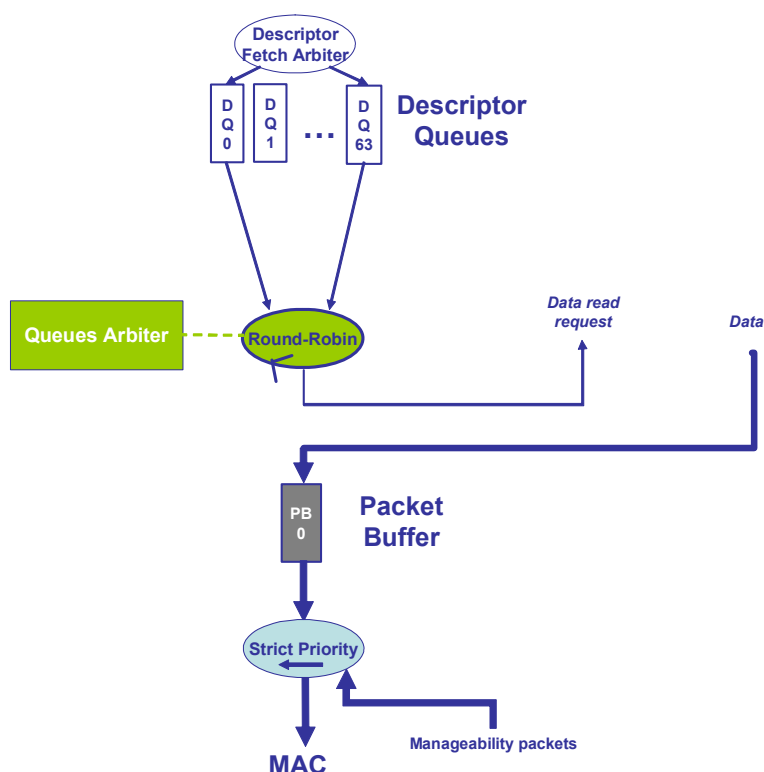 Descriptor
Fetch Arbiter
D
Q
0
D
Q
1
...
D
Q
63
Descriptor
Queues
Queues Arbiter
Round-Robin
Data read
request
Data
PB
0
Packet
Buffer
Strict Priority
Manageability packets
MAC